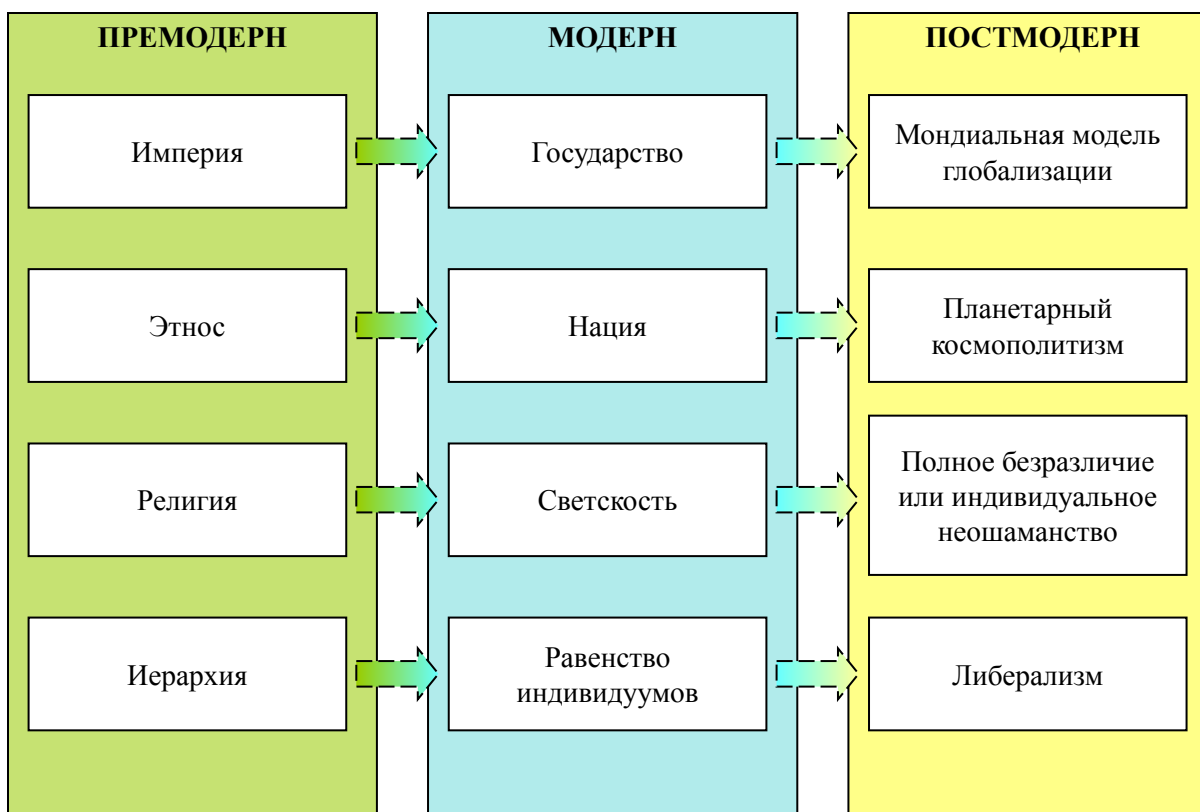 ПРЕМОДЕРН
МОДЕРН
ПОСТМОДЕРН
Империя
Государство
Мондиальная модель
глобализации
Этнос
Нация
Планетарный
космополитизм
Религия
Светскость
Полное безразличие
или индивидуальное
неошаманство
Иерархия
Равенство
индивидуумов
Либерализм